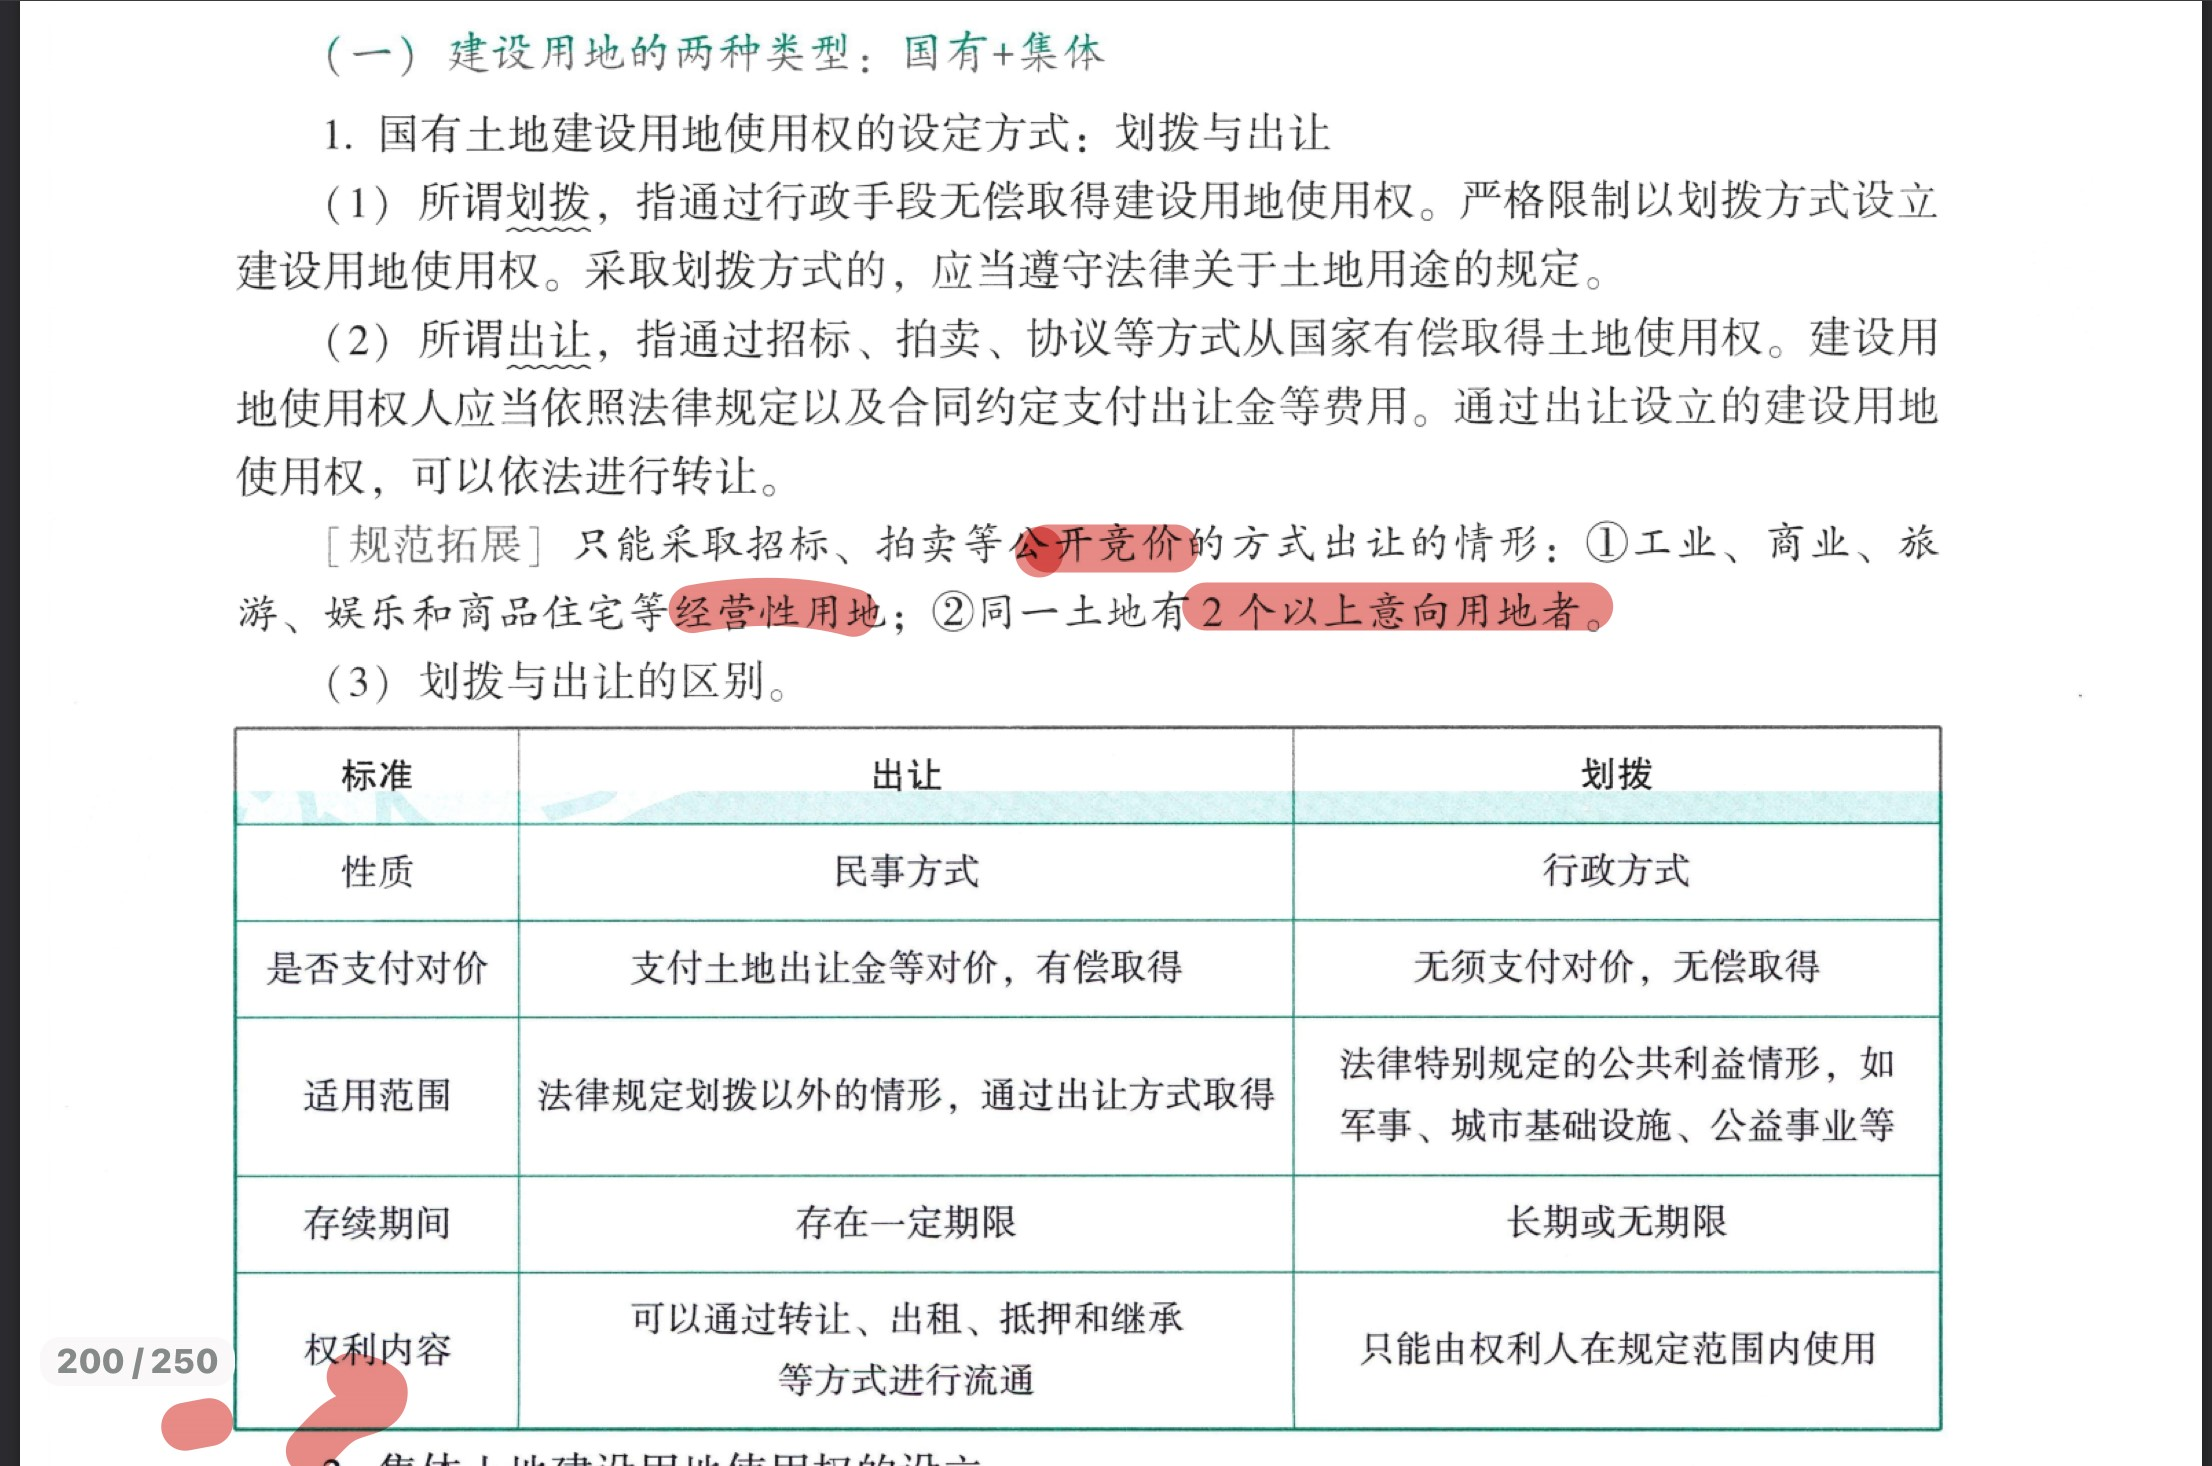 （一）建设用地的两种类型：国有+集体
1. 国有土地建设用地使用权的设定方式：划拨与出让
（1）所谓划拨，指通过行政手段无偿取得建设用地使用权。严格限制以划拨方式设立
建设用地使用权。采取划拨方式的，应当遵守法律关于土地用途的规定。
（2）所谓出让，指通过招标、拍卖、协议等方式从国家有偿取得土地使用权。建设用
地使用权人应当依照法律规定以及合同约定支付出让金等费用。通过出让设立的建设用地
使用权，可以依法进行转让。
［规范拓展］只能采取招标、拍卖等公开竞价的方式出让的情形：①工业、商业、旅
游、娱乐和商品住宅等经营性用地；②同一土地有2个以上意向用地者。
（3）划拨与出让的区别。
标准 出让 划拨
性质 民事方式 行政方式
是否支付对价 支付土地出让金等对价，有偿取得 无须支付对价，无偿取得
适用范围 法律规定划拨以外的情形，通过出让方式取得 法律特别规定的公共利益情形，如
军事、城市基础设施、公益事业等
存续期间 存在一定期限 长期或无期限
权利内容 可以通过转让、出租、抵押和继承
等方式进行流通 只能由权利人在规定范围内使用
200/250
2. 集体土地建设用地使用权的设立